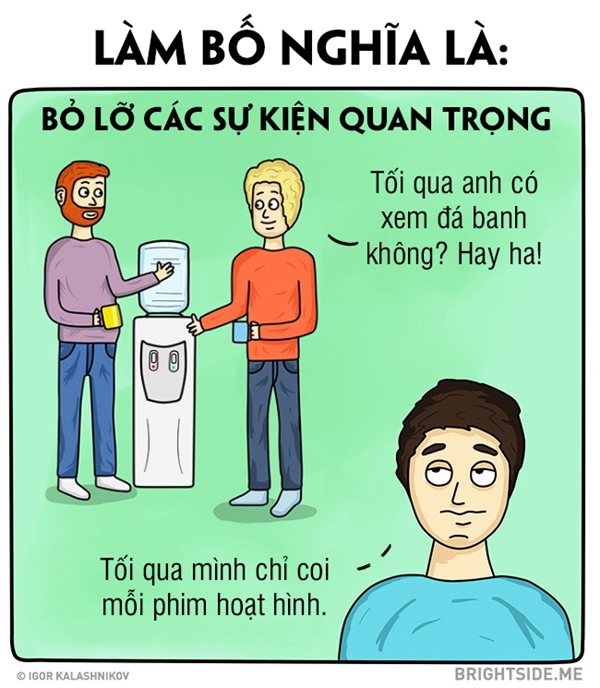 LÀM BỐ NGHĨA LÀ:
BỎ LỠ CÁC SỰ KIỆN QUAN TRỌNG
Tối qua anh có
xem đá banh
không? Hay ha!
Tối qua mình chỉ coi
mỗi phim hoạt hình.
© IGOR KALASHNIKOV
BRIGHTSIDE.ME